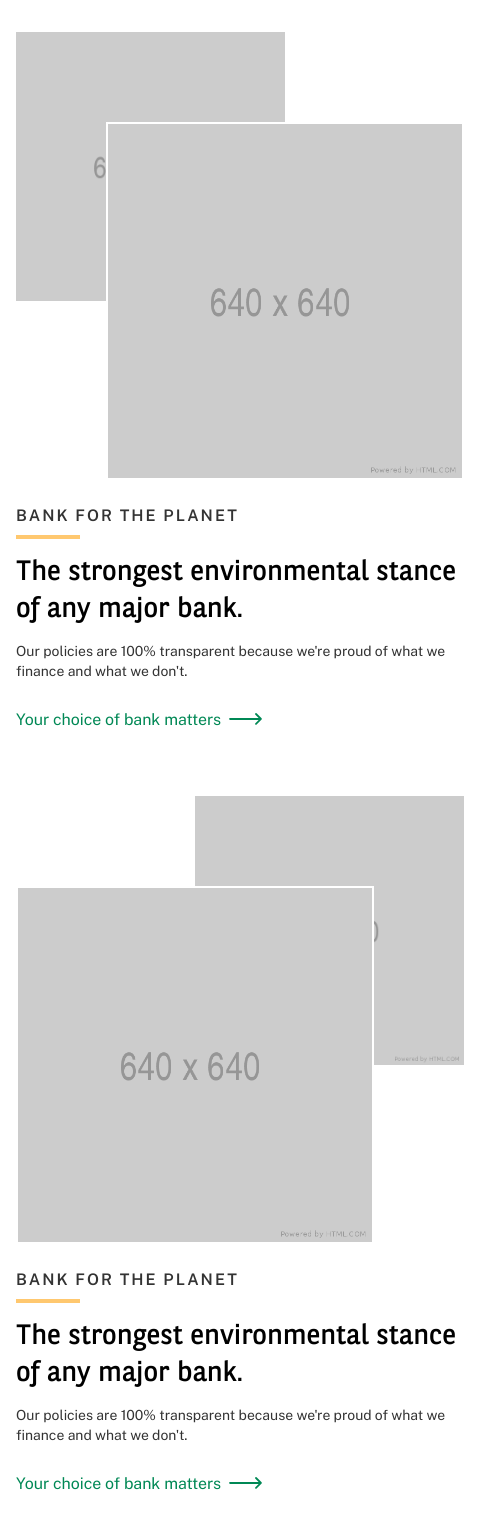 6
640 x 640
Powered by HTML.COM
BANK FOR THE PLANET
The strongest environmental stance
of any major bank.
Our policies are 100% transparent because we're proud of what we
finance and what we don't.
Your choice of bank matters
640 x 640
Powered by HTML.COM
Powered by HTML.COM
BANK FOR THE PLANET
The strongest environmental stance
of any major bank.
Our policies are 100% transparent because we're proud of what we
finance and what we don't.
Your choice of bank matters